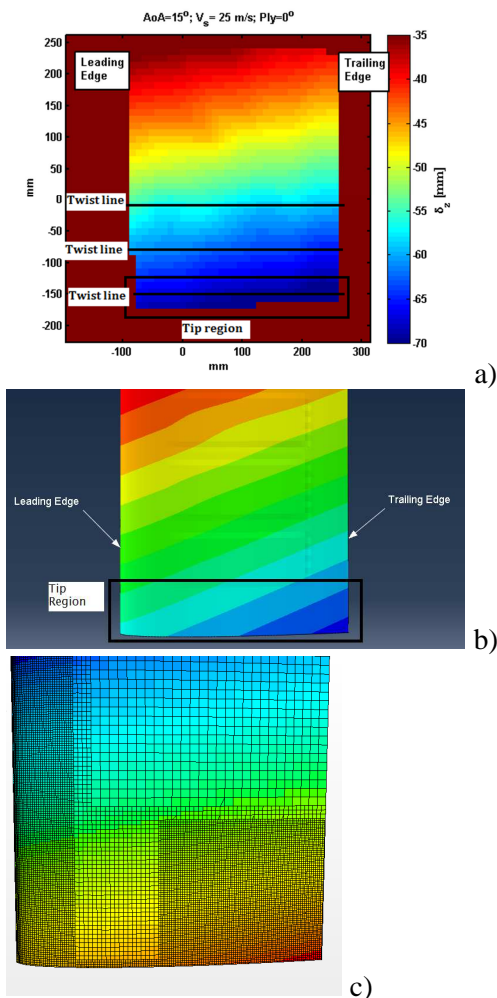 AoA=15°; Vs= 25 m/s; Ply=0°
Leading
Edge
Trailing
Edge
250
200
150
100
50
0
-50
-100
-150
-200
mm
Twist line
Twist line
Twist line
Tip region
-100
0
100
200
300
mm
-35
-40
-45
-50
-55
-60
-65
-70
δz [mm]
a)
Leading Edge
Trailing Edge
Tip
Region
b)
c)